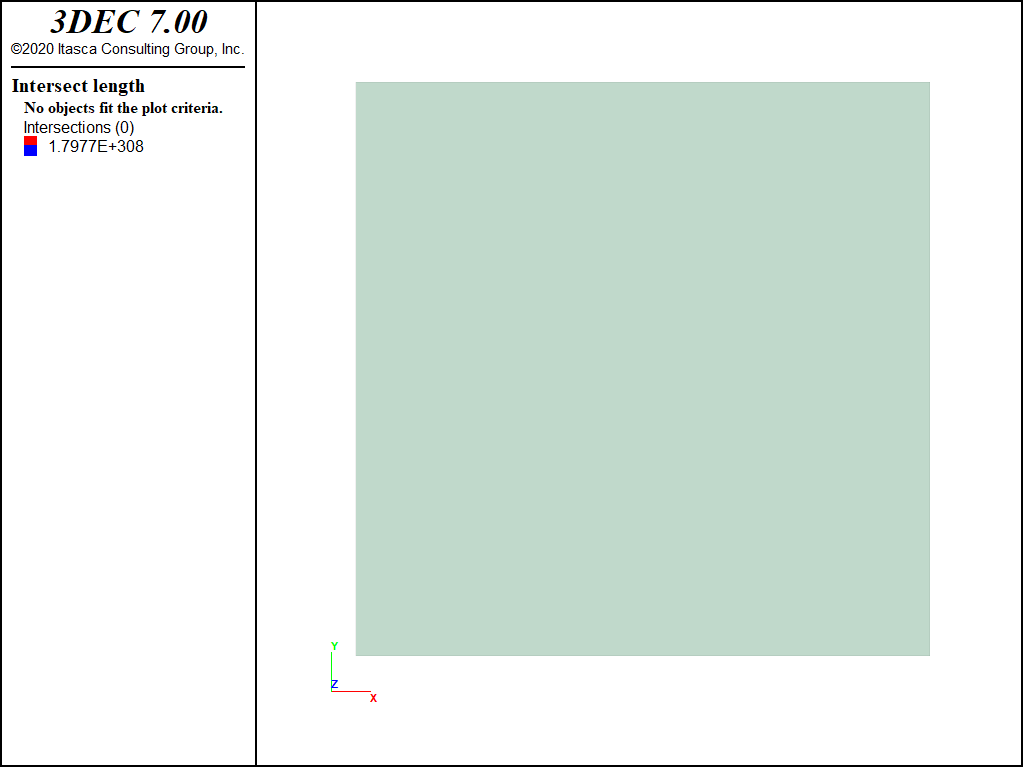 3DEC 7.00
©2020 Itasca Consulting Group, Inc.
Intersect length
No objects fit the plot criteria.
Intersections (0)
1.7977E+308
Y
Z
X